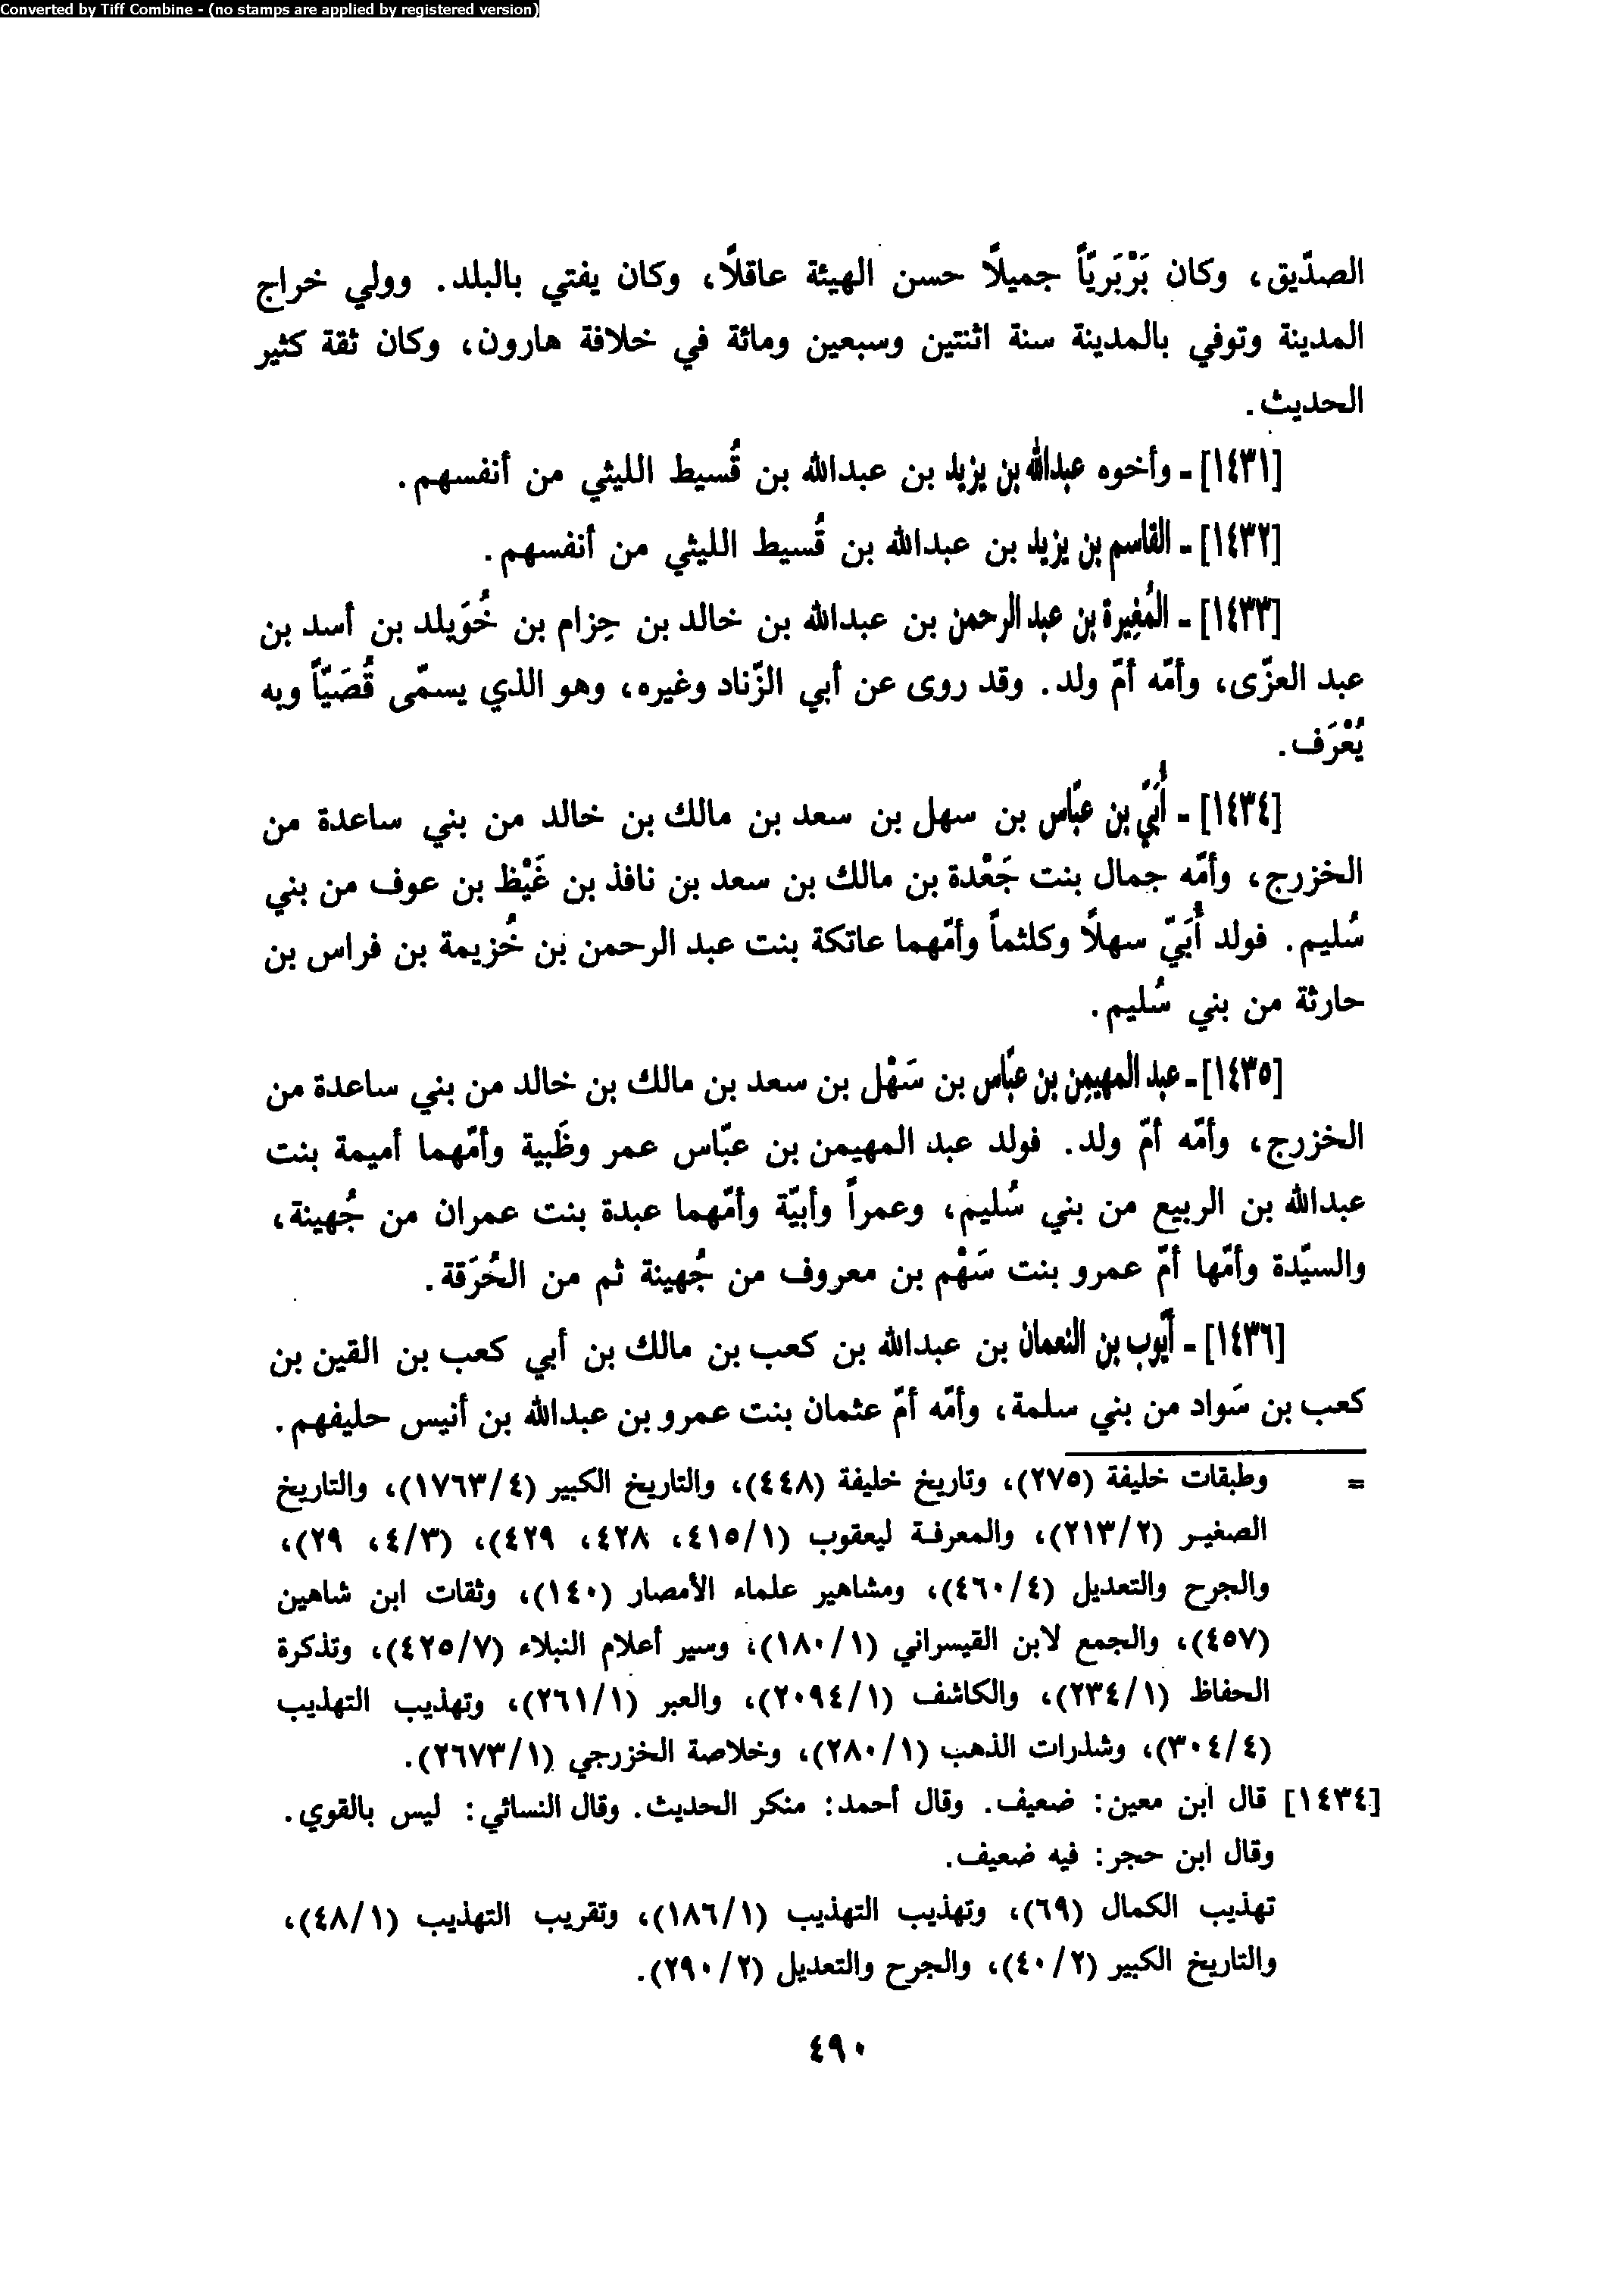 Converted by Tiff Combine - (no stamps are applied by registered version)
الصدّيق، وكان بَرْبَريّاً جميلاً حسن الهيئة عاقلاً، وكان يفتي بالبلد. وولي خراج
المدينة وتوفي بالمدينة سنة اثنتين وسبعين ومائة في خلافة هارون، وكان ثقة كثير
الحديث.
[١٤٣١] - وأخوه عبدالله بن يزيد بن عبدالله بن قُسيط الليثي من أنفسهم.
[١٤٣٢] - القاسم بن يزيد بن عبدالله بن قُسيط الليثي من أنفسهم.
[١٤٣٣] - المُغِيرة بن عبد الرحمن بن عبدالله بن خالد بن حِزام بن خُوَيلد بن أسد بن
عبد العزّى، وأمّه أمّ ولد. وقد روى عن أبي الزّناد وغيره، وهو الذي يسمّى قُصَيّاً وبه
يُعْرَف.
[١٤٣٤] - أُبَيّ بن عبّاس بن سهل بن سعد بن مالك بن خالد من بني ساعدة من
الخزرج، وأمّه جمال بنت جَعْدة بن مالك بن سعد بن نافذ بن غَيْظ بن عوف من بني
سُليم. فولد أُبَيّ سهلاً وكلثماً وأمّهما عاتكة بنت عبد الرحمن بن خُزيمة بن فراس بن
حارثة من بني سُليم.
[١٤٣٥] - عبد المهيمِن بن عبّاس بن سَهْل بن سعد بن مالك بن خالد من بني ساعدة من
الخزرج، وأمّه أمّ ولد. فولد عبد المهيمن بن عبّاس عمر وظَبية وأمّهما أميمة بنت
عبدالله بن الربيع من بني سُليم، وعمراً وأبيّة وأمّهما عبدة بنت عمران من جُهينة،
والسيّدة وأمّها أمّ عمرو بنت سَهْم بن معروف من جُهينة ثم من الحُرَقة.
[١٤٣٦] - أيّوب بن النعمان بن عبدالله بن كعب بن مالك بن أبي كعب بن القين بن
كعب بن سَواد من بني سلمة، وأمّه أمّ عثمان بنت عمرو بن عبدالله بن أنيس حليفهم.
= وطبقات خليفة (٢٧٥)، وتاريخ خليفة (٤٤٨)، والتاريخ الكبير (١٧٦٣/٤)، والتاريخ
الصغير (٢١٣/٢)، والمعرفة ليعقوب (٤١٥/١، ٤٢٨، ٤٢٩)، (٤/٣، ٢٩)،
والجرح والتعديل (٤٦٠/٤)، ومشاهير علماء الأمصار (١٤٠)، وثقات ابن شاهين
(٤٥٧)، والجمع لابن القيسراني (١٨٠/١)، وسير أعلام النبلاء (٤٢٥/٧)، وتذكرة
الحفاظ (٢٣٤/١)، والكاشف (٢٠٩٤/١)، والعبر (٢٦١/١)، وتهذيب التهذيب
(٣٠٤/٤)، وشذرات الذهب (٢٨٠/١)، وخلاصة الخزرجي (٢٦٧٣/١).
[١٤٣٤] قال ابن معين: ضعيف. وقال أحمد: منكر الحديث. وقال النسائي: ليس بالقوي.
وقال ابن حجر: فيه ضعيف.
تهذيب الكمال (٦٩)، وتهذيب التهذيب (١٨٦/١)، وتقريب التهذيب (٤٨/١)،
والتاريخ الكبير (٤٠/٢)، والجرح والتعديل (٢٩٠/٢).
٤٩٠